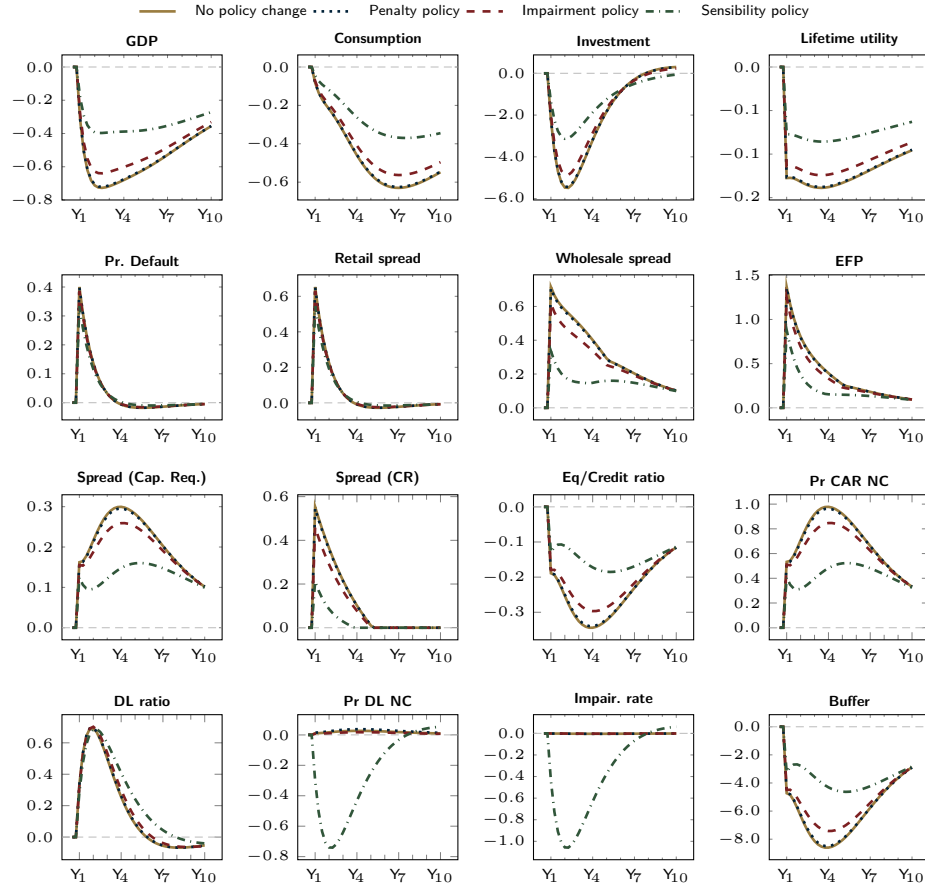 No policy change Penalty policy Impairment policy Sensibility policy
GDP Consumption Investment Lifetime utility
0.0 −0.2 −0.4 −0.6 −0.8 Y1 Y4 Y7 Y10
0.0 −0.2 −0.4 −0.6 Y1 Y4 Y7 Y10
0.0 −2.0 −4.0 −6.0 Y1 Y4 Y7 Y10
0.0 −0.1 −0.1 −0.2 Y1 Y4 Y7 Y10
Pr. Default Retail spread Wholesale spread EFP
0.4 0.3 0.2 0.1 0.0 Y1 Y4 Y7 Y10
0.6 0.4 0.2 0.0 Y1 Y4 Y7 Y10
0.6 0.4 0.2 0.0 Y1 Y4 Y7 Y10
1.5 1.0 0.5 0.0 Y1 Y4 Y7 Y10
Spread (Cap. Req.) Spread (CR) Eq/Credit ratio Pr CAR NC
0.3 0.2 0.1 0.0 Y1 Y4 Y7 Y10
0.6 0.4 0.2 0.0 Y1 Y4 Y7 Y10
0.0 −0.1 −0.2 −0.3 Y1 Y4 Y7 Y10
1.0 0.8 0.6 0.4 0.2 0.0 Y1 Y4 Y7 Y10
DL ratio Pr DL NC Impair. rate Buffer
0.6 0.4 0.2 0.0 Y1 Y4 Y7 Y10
0.0 −0.2 −0.4 −0.6 −0.8 Y1 Y4 Y7 Y10
0.0 −0.2 −0.4 −0.6 −0.8 −1.0 Y1 Y4 Y7 Y10
0.0 −2.0 −4.0 −6.0 −8.0 Y1 Y4 Y7 Y10